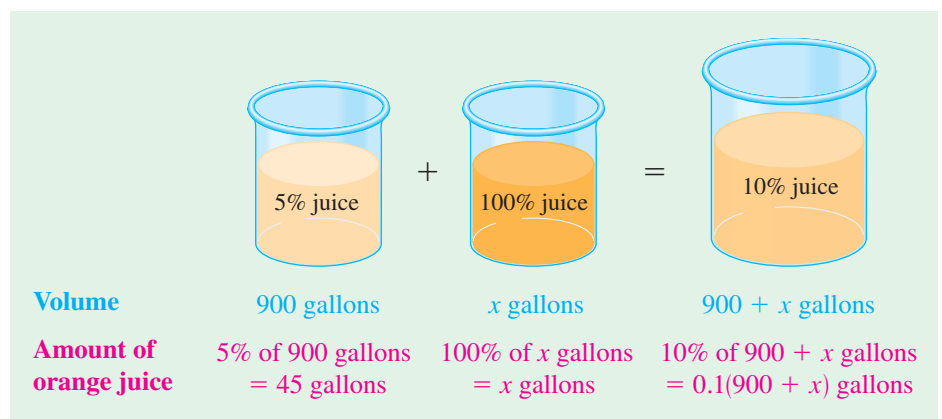 5% juice + 100% juice = 10% juice
Volume 900 gallons x gallons 900 + x gallons
Amount of 5% of 900 gallons 100% of x gallons 10% of 900 + x gallons
orange juice = 45 gallons = x gallons = 0.1(900 + x) gallons